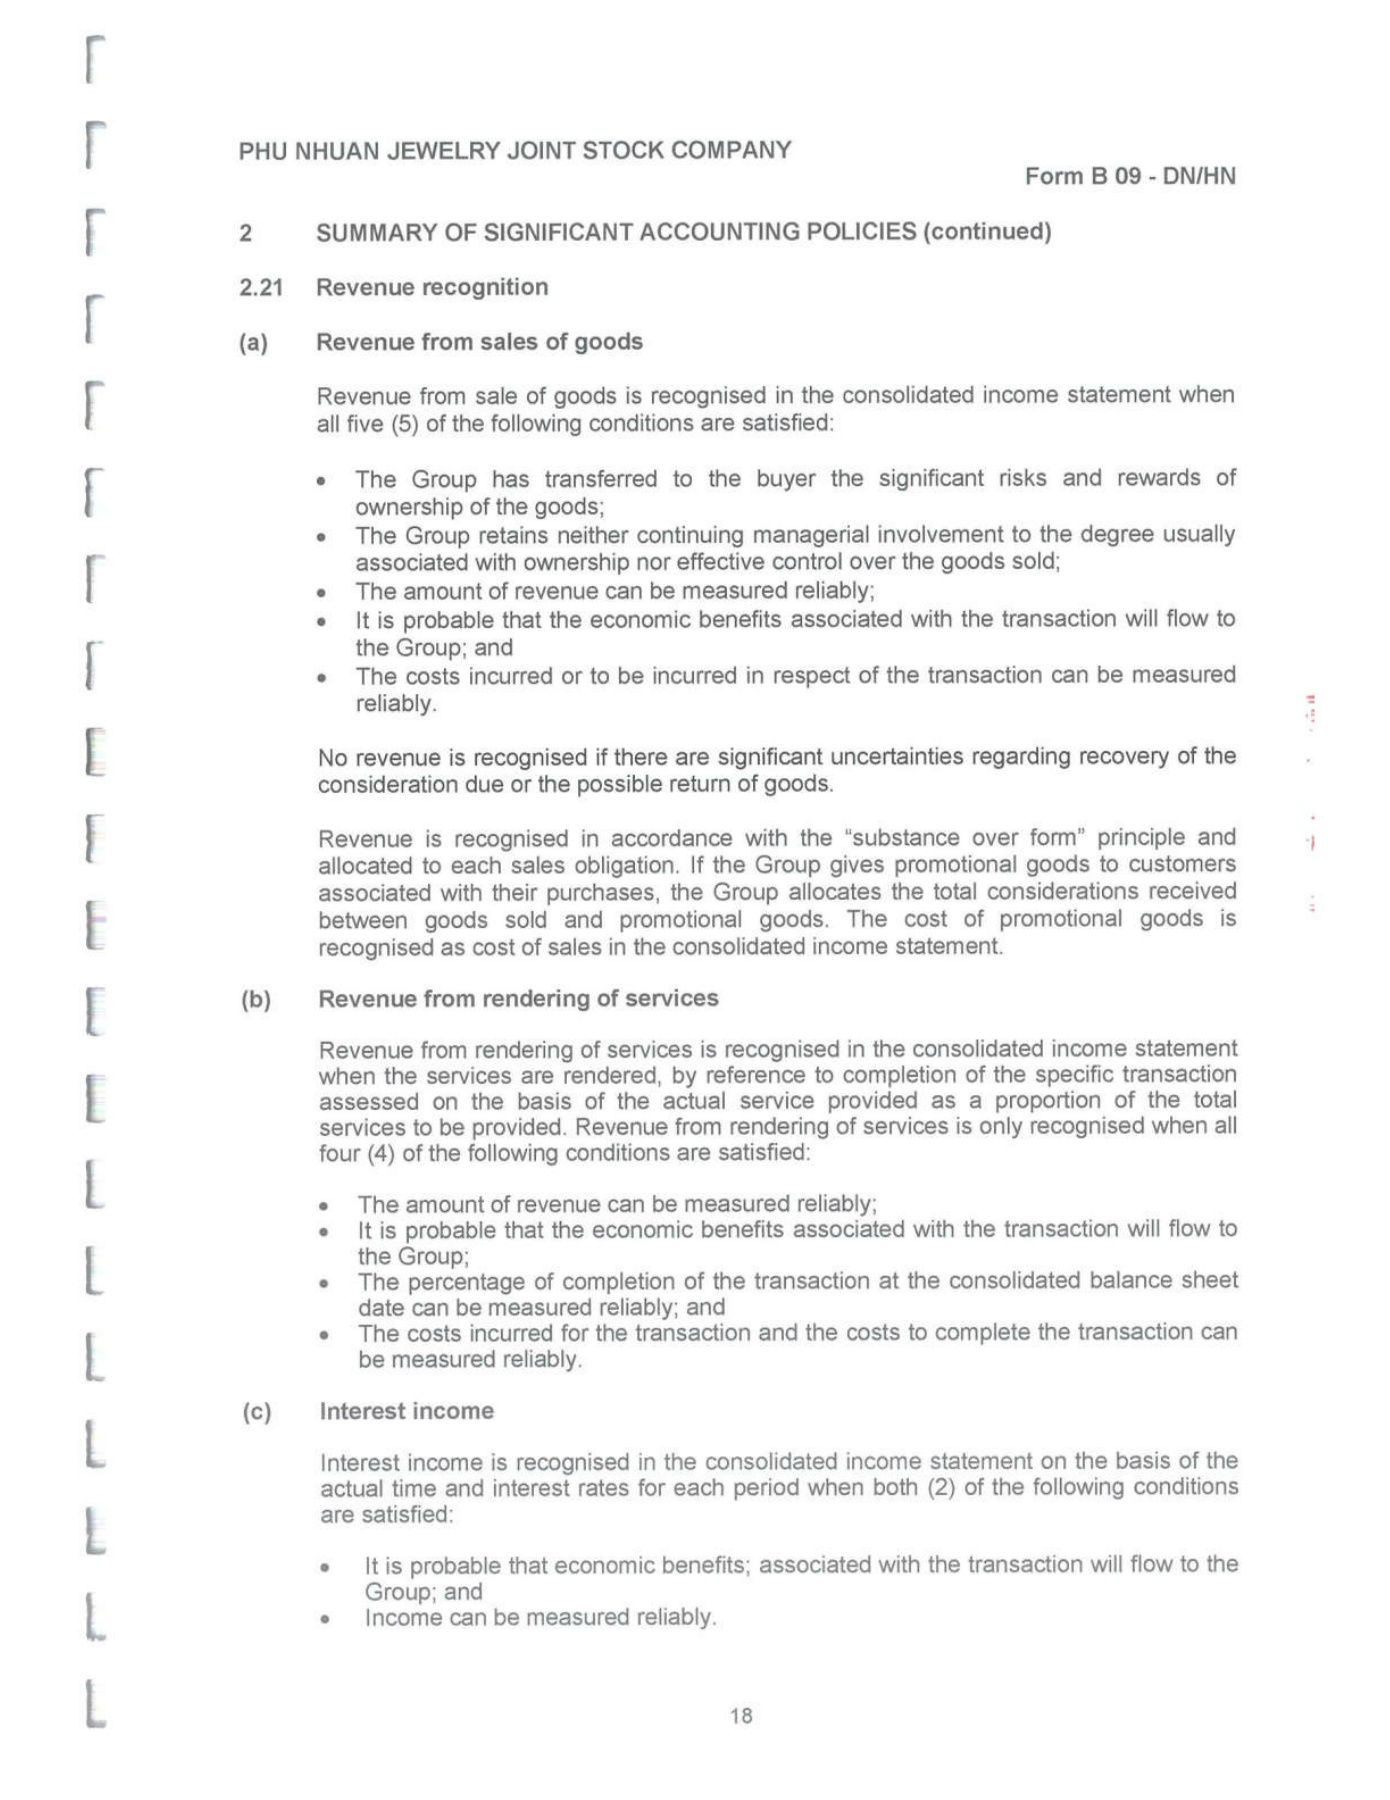 PHU NHUAN JEWELRY JOINT STOCK COMPANY
Form B 09 - DN/HN
2 SUMMARY OF SIGNIFICANT ACCOUNTING POLICIES (continued)
2.21 Revenue recognition
(a) Revenue from sales of goods
Revenue from sale of goods is recognised in the consolidated income statement when
all five (5) of the following conditions are satisfied:
• The Group has transferred to the buyer the significant risks and rewards of
ownership of the goods;
• The Group retains neither continuing managerial involvement to the degree usually
associated with ownership nor effective control over the goods sold;
• The amount of revenue can be measured reliably;
• It is probable that the economic benefits associated with the transaction will flow to
the Group; and
• The costs incurred or to be incurred in respect of the transaction can be measured
reliably.
No revenue is recognised if there are significant uncertainties regarding recovery of the
consideration due or the possible return of goods.
Revenue is recognised in accordance with the “substance over form” principle and
allocated to each sales obligation. If the Group gives promotional goods to customers
associated with their purchases, the Group allocates the total considerations received
between goods sold and promotional goods. The cost of promotional goods is
recognised as cost of sales in the consolidated income statement.
(b) Revenue from rendering of services
Revenue from rendering of services is recognised in the consolidated income statement
when the services are rendered, by reference to completion of the specific transaction
assessed on the basis of the actual service provided as a proportion of the total
services to be provided. Revenue from rendering of services is only recognised when all
four (4) of the following conditions are satisfied:
• The amount of revenue can be measured reliably;
• It is probable that the economic benefits associated with the transaction will flow to
the Group;
• The percentage of completion of the transaction at the consolidated balance sheet
date can be measured reliably; and
• The costs incurred for the transaction and the costs to complete the transaction can
be measured reliably.
(c) Interest income
Interest income is recognised in the consolidated income statement on the basis of the
actual time and interest rates for each period when both (2) of the following conditions
are satisfied:
• It is probable that economic benefits; associated with the transaction will flow to the
Group; and
• Income can be measured reliably.
18